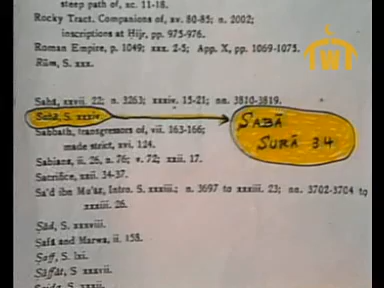 steep path of, xc. 11-18.
Rocky Tract, Companions of, xv. 80-85; n. 2002;
inscriptions at Ḥijr, pp. 975-976.
Roman Empire, p. 1049; xxx. 2-5; App. X, pp. 1069-1075.
Rūm, S. xxx.
Sabā, xxvii. 22; n. 3263; xxxiv. 15-21; nn. 3810-3819.
Sabā, S. xxxiv
SABĀ
SURĀ 34
Sabbath, transgressors of, vii. 163-166;
made strict, xvi. 124.
Sabians, ii. 26, n. 76; v. 72; xxii. 17.
Sacrifice, xxii. 34-37.
Sa'd ibn Mu'āz, Intro. S. xxxiii.; n. 3697 to xxxiii. 23; nn. 3702-3704 to
xxxiii. 26.
Ṣād, S. xxxviii.
Ṣafā and Marwa, ii. 158.
Ṣaff, S. lxi.
Ṣāffāt, S xxxvii.
W